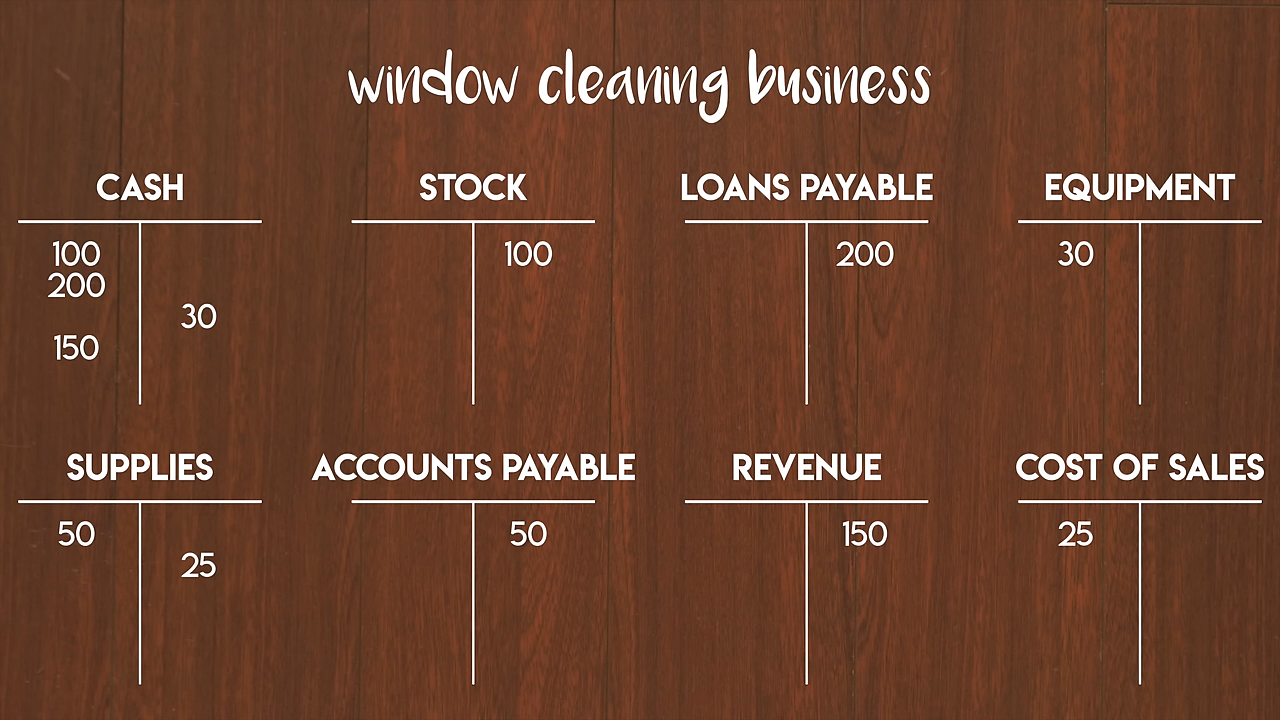 window cleaning business
CASH
100
200
30
150
STOCK
100
LOANS PAYABLE
200
EQUIPMENT
30
SUPPLIES
50
25
ACCOUNTS PAYABLE
50
REVENUE
150
COST OF SALES
25